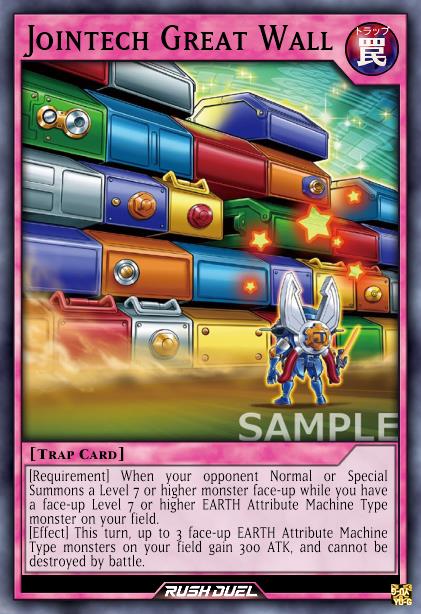 Jointech Great Wall
トラップ
罠
SAMPLE
[Trap Card]
[Requirement] When your opponent Normal or Special
Summons a Level 7 or higher monster face-up while you have
a face-up Level 7 or higher EARTH Attribute Machine Type
monster on your field.
[Effect] This turn, up to 3 face-up EARTH Attribute Machine
Type monsters on your field gain 300 ATK, and cannot be
destroyed by battle.
RUSH DUEL